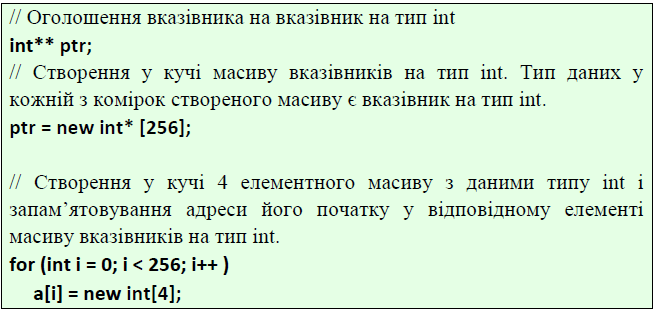 // Оголошення вказівника на вказівник на тип int
int** ptr;
// Створення у кучі масиву вказівників на тип int. Тип даних у
кожній з комірок створеного масиву є вказівник на тип int.
ptr = new int* [256];
// Створення у кучі 4 елементного масиву з даними типу int і
запам’ятовування адреси його початку у відповідному елементі
масиву вказівників на тип int.
for (int i = 0; i < 256; i++ )
a[i] = new int[4];